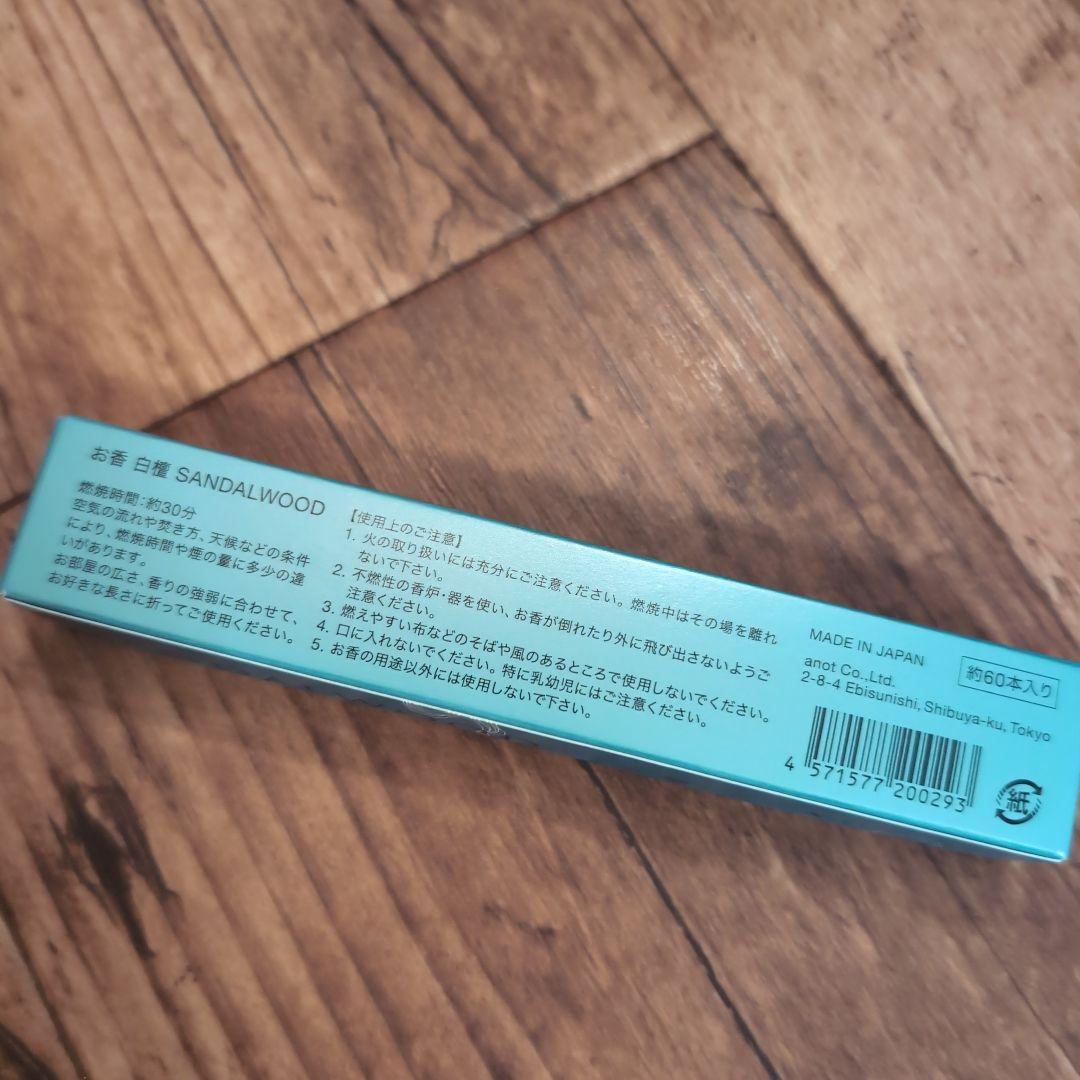 お香 白檀 SANDALWOOD
燃焼時間:約30分
空気の流れや焚き方、天候などの条件
により、燃焼時間や煙の量に多少の違
いがあります。
お部屋の広さ、香りの強弱に合わせて、
お好きな長さに折ってご使用ください。
【使用上のご注意】
1. 火の取り扱いには充分にご注意ください。燃焼中はその場を離れ
ないで下さい。
2. 不燃性の香炉・器を使い、お香が倒れたり外に飛び出さないようご
注意ください。
3. 燃えやすい布などのそばや風のあるところで使用しないでください。
4. 口に入れないでください。特に乳幼児にはご注意ください。
5. お香の用途以外には使用しないで下さい。
MADE IN JAPAN
anot Co.,Ltd.
2-8-4 Ebisunishi, Shibuya-ku, Tokyo
約60本入り
4 571577 200293
紙